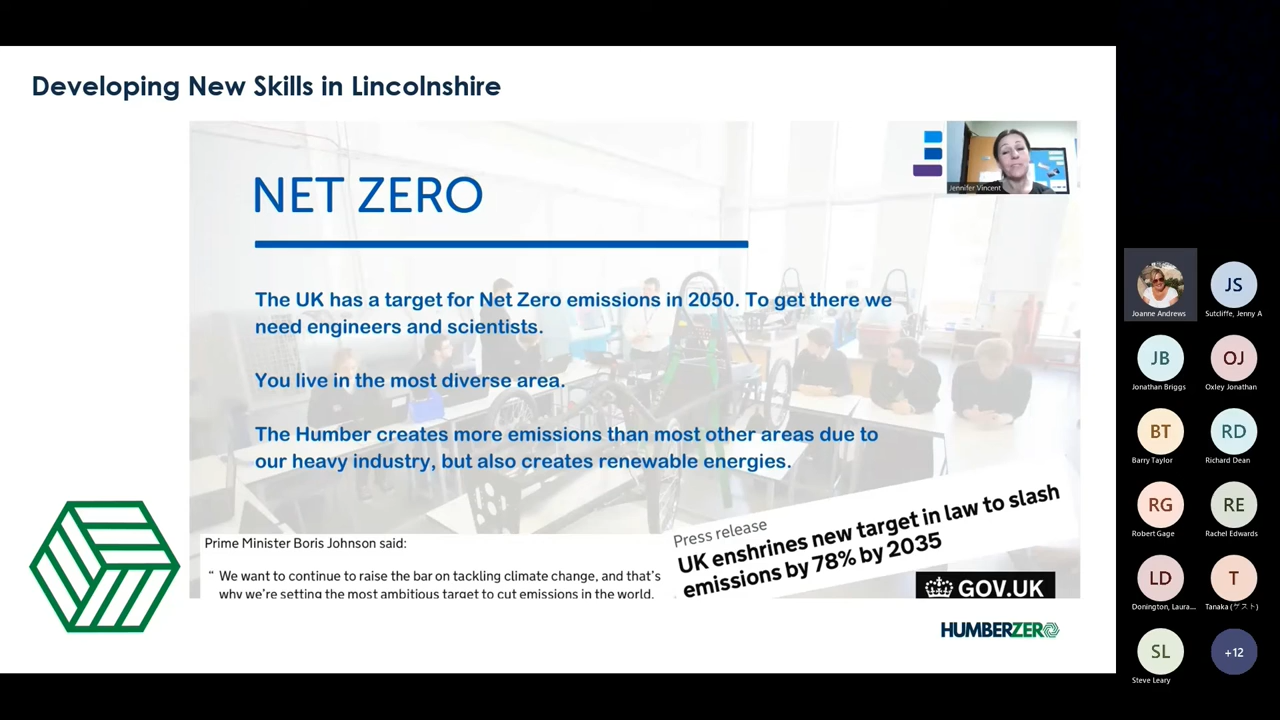 Developing New Skills in Lincolnshire
NET ZERO
Jennifer Vincent
The UK has a target for Net Zero emissions in 2050. To get there we
need engineers and scientists.
You live in the most diverse area.
The Humber creates more emissions than most other areas due to
our heavy industry, but also creates renewable energies.
Prime Minister Boris Johnson said:
“ We want to continue to raise the bar on tackling climate change, and that’s
why we’re setting the most ambitious target to cut emissions in the world.
Press release
UK enshrines new target in law to slash
emissions by 78% by 2035
GOV.UK
HUMBERZERO
Joanne Andrews
JS
Sutcliffe, Jenny A
JB
Jonathan Briggs
OJ
Oxley Jonathan
BT
Barry Taylor
RD
Richard Dean
RG
Robert Gage
RE
Rachel Edwards
LD
Donington, Laura...
T
Tanaka (ゲスト)
SL
Steve Leary
+12